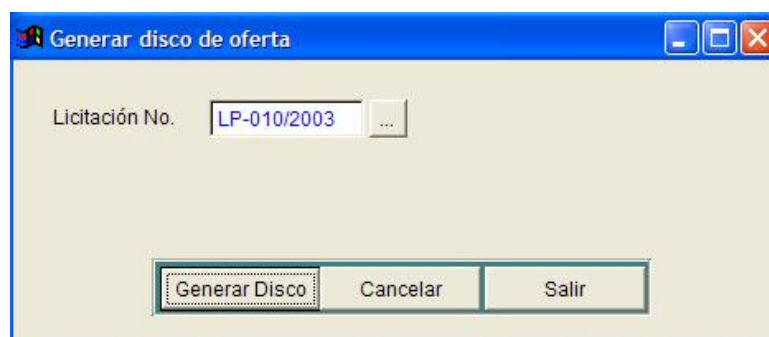 Generar disco de oferta
Licitación No. LP-010/2003 ...
Generar Disco Cancelar Salir